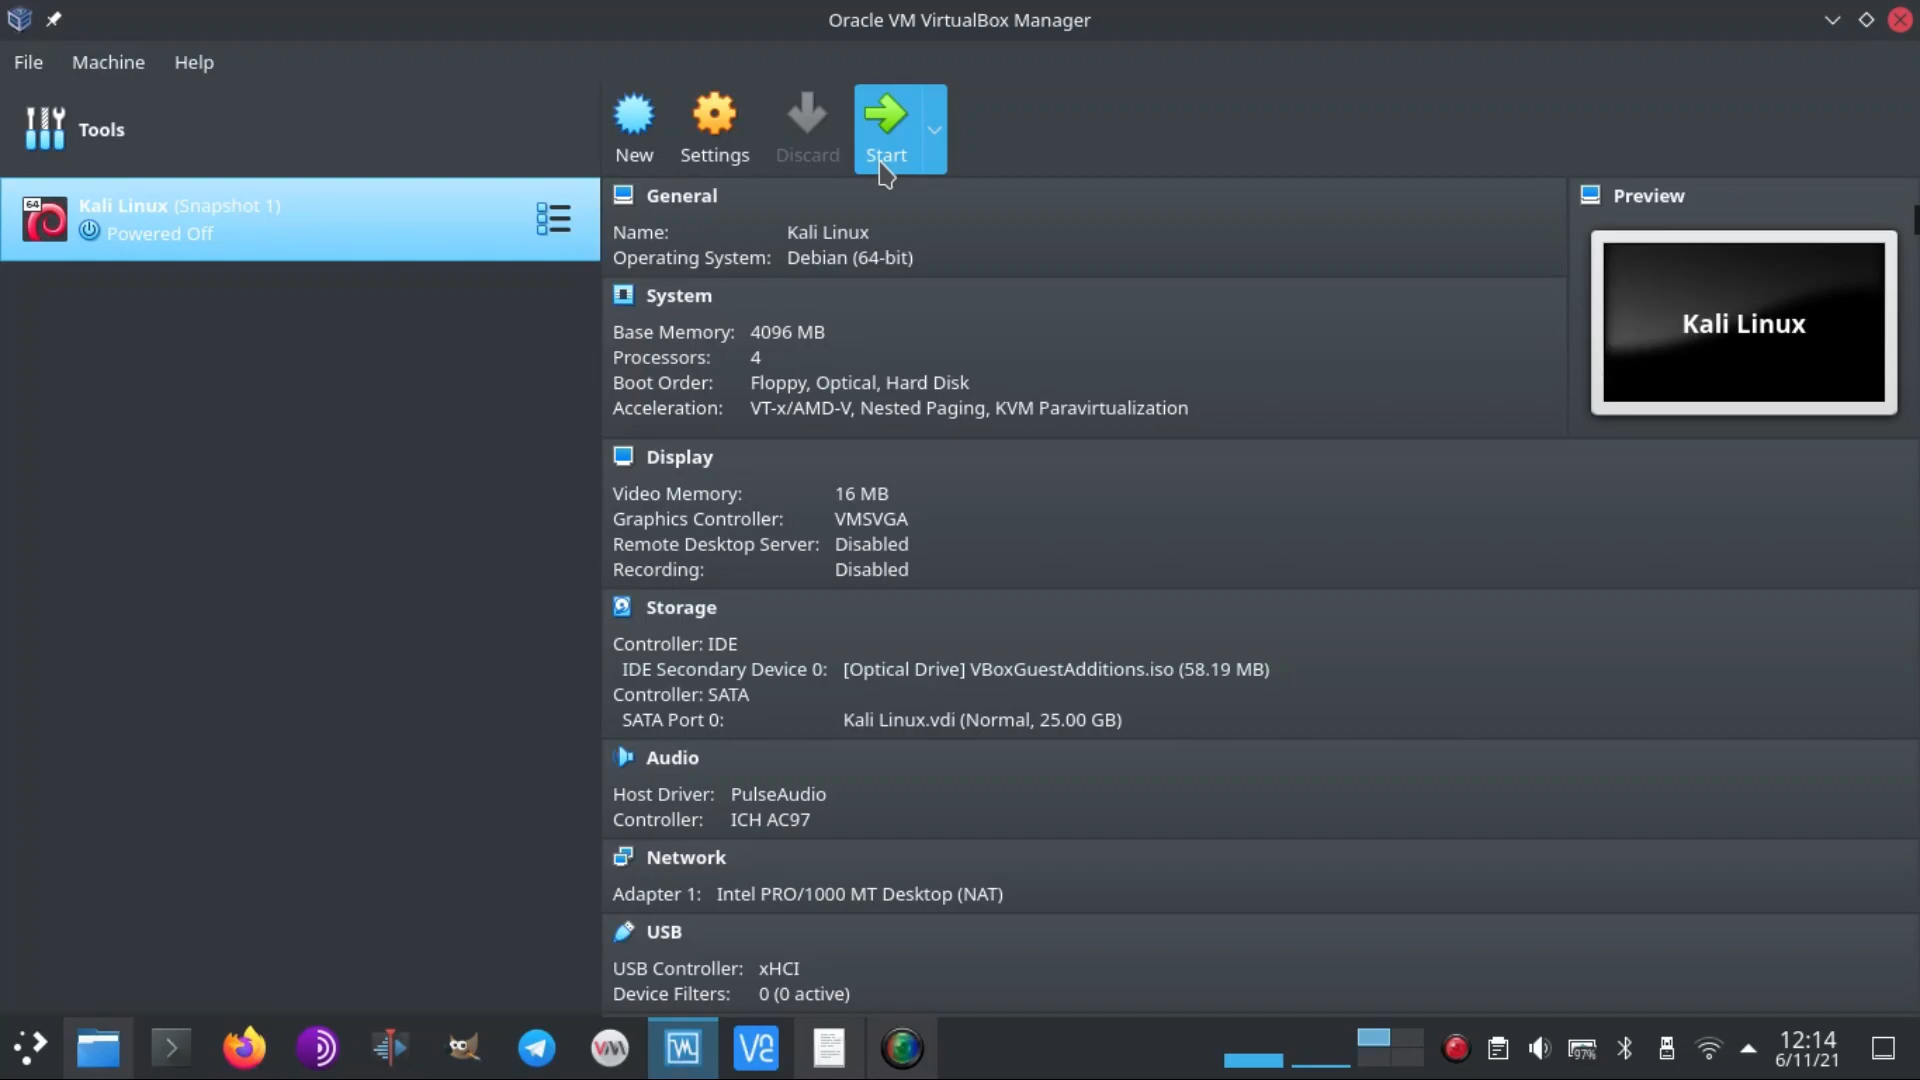 Oracle VM VirtualBox Manager
File Machine Help
Tools
New Settings Discard Start
64
Kali Linux (Snapshot 1)
Powered Off
General
Name: Kali Linux
Operating System: Debian (64-bit)
Preview
Kali Linux
System
Base Memory: 4096 MB
Processors: 4
Boot Order: Floppy, Optical, Hard Disk
Acceleration: VT-x/AMD-V, Nested Paging, KVM Paravirtualization
Display
Video Memory: 16 MB
Graphics Controller: VMSVGA
Remote Desktop Server: Disabled
Recording: Disabled
Storage
Controller: IDE
IDE Secondary Device 0: [Optical Drive] VBoxGuestAdditions.iso (58.19 MB)
Controller: SATA
SATA Port 0: Kali Linux.vdi (Normal, 25.00 GB)
Audio
Host Driver: PulseAudio
Controller: ICH AC97
Network
Adapter 1: Intel PRO/1000 MT Desktop (NAT)
USB
USB Controller: xHCI
Device Filters: 0 (0 active)
97%
12:14
6/11/21